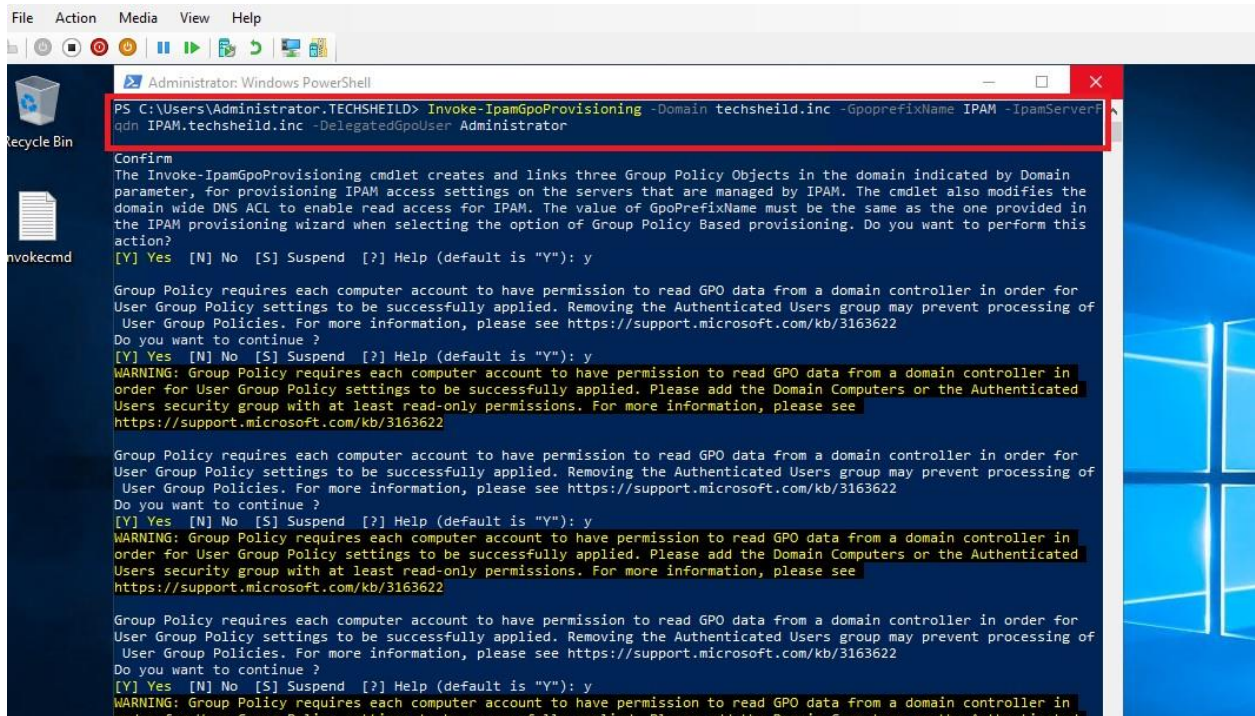 File Action Media View Help
Administrator: Windows PowerShell
PS C:\Users\Administrator.TECHSHEILD> Invoke-IpamGpoProvisioning -Domain techsheild.inc -GpoprefixName IPAM -IpamServerF
qdn IPAM.techsheild.inc -DelegatedGpoUser Administrator
Recycle Bin
Confirm
The Invoke-IpamGpoProvisioning cmdlet creates and links three Group Policy Objects in the domain indicated by Domain
parameter, for provisioning IPAM access settings on the servers that are managed by IPAM. The cmdlet also modifies the
domain wide DNS ACL to enable read access for IPAM. The value of GpoPrefixName must be the same as the one provided in
the IPAM provisioning wizard when selecting the option of Group Policy Based provisioning. Do you want to perform this
action?
[Y] Yes [N] No [S] Suspend [?] Help (default is "Y"): y
nvokecmd
Group Policy requires each computer account to have permission to read GPO data from a domain controller in order for
User Group Policy settings to be successfully applied. Removing the Authenticated Users group may prevent processing of
User Group Policies. For more information, please see https://support.microsoft.com/kb/3163622
Do you want to continue ?
[Y] Yes [N] No [S] Suspend [?] Help (default is "Y"): y
WARNING: Group Policy requires each computer account to have permission to read GPO data from a domain controller in
order for User Group Policy settings to be successfully applied. Please add the Domain Computers or the Authenticated
Users security group with at least read-only permissions. For more information, please see
https://support.microsoft.com/kb/3163622
Group Policy requires each computer account to have permission to read GPO data from a domain controller in order for
User Group Policy settings to be successfully applied. Removing the Authenticated Users group may prevent processing of
User Group Policies. For more information, please see https://support.microsoft.com/kb/3163622
Do you want to continue ?
[Y] Yes [N] No [S] Suspend [?] Help (default is "Y"): y
WARNING: Group Policy requires each computer account to have permission to read GPO data from a domain controller in
order for User Group Policy settings to be successfully applied. Please add the Domain Computers or the Authenticated
Users security group with at least read-only permissions. For more information, please see
https://support.microsoft.com/kb/3163622
Group Policy requires each computer account to have permission to read GPO data from a domain controller in order for
User Group Policy settings to be successfully applied. Removing the Authenticated Users group may prevent processing of
User Group Policies. For more information, please see https://support.microsoft.com/kb/3163622
Do you want to continue ?
[Y] Yes [N] No [S] Suspend [?] Help (default is "Y"): y
WARNING: Group Policy requires each computer account to have permission to read GPO data from a domain controller in